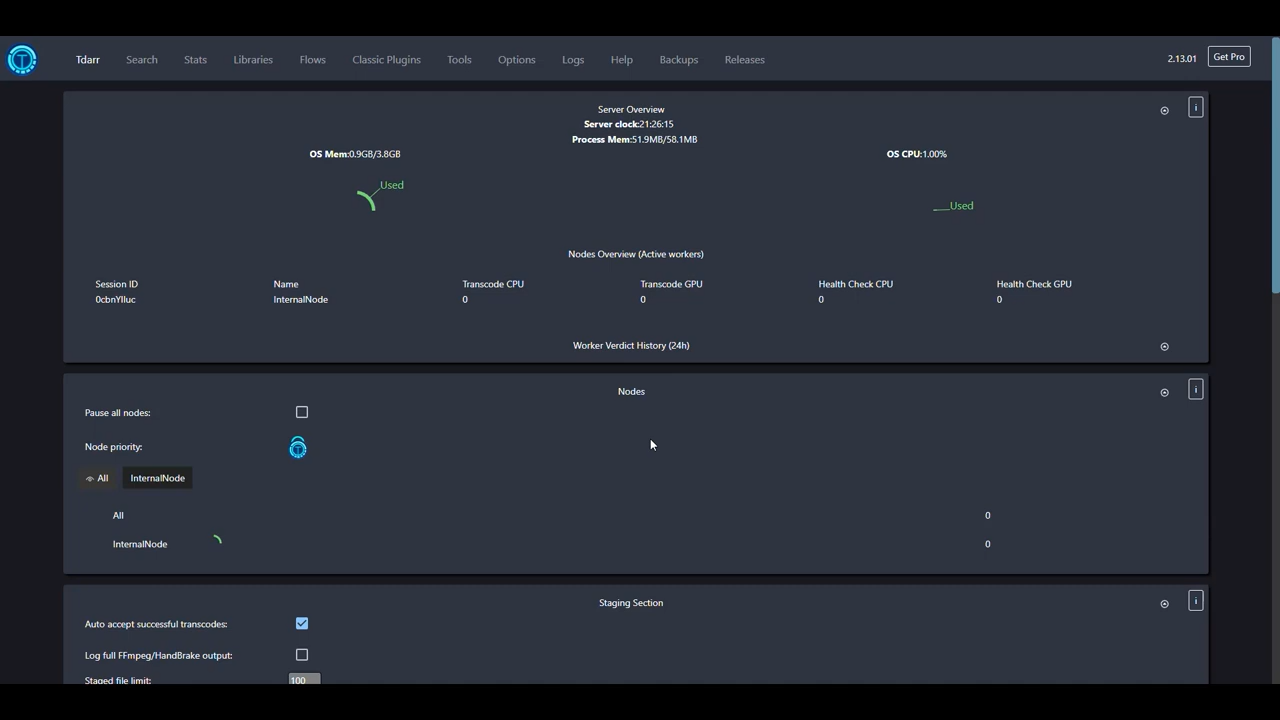 Tdarr Search Stats Libraries Flows Classic Plugins Tools Options Logs Help Backups Releases 2.13.01 Get Pro
Server Overview
Server clock:21:26:15
Process Mem:51.9MB/58.1MB
OS Mem:0.9GB/3.8GB OS CPU:1.00%
Used Used
Nodes Overview (Active workers)
Session ID Name Transcode CPU Transcode GPU Health Check CPU Health Check GPU
InternalNode 0 0 0 0
Worker Verdict History (24h)
Nodes
Pause all nodes:
Node priority:
All InternalNode
All 0
InternalNode 0
Staging Section
Auto accept successful transcodes:
Log full FFmpeg/HandBrake output:
Staged file limit: 100